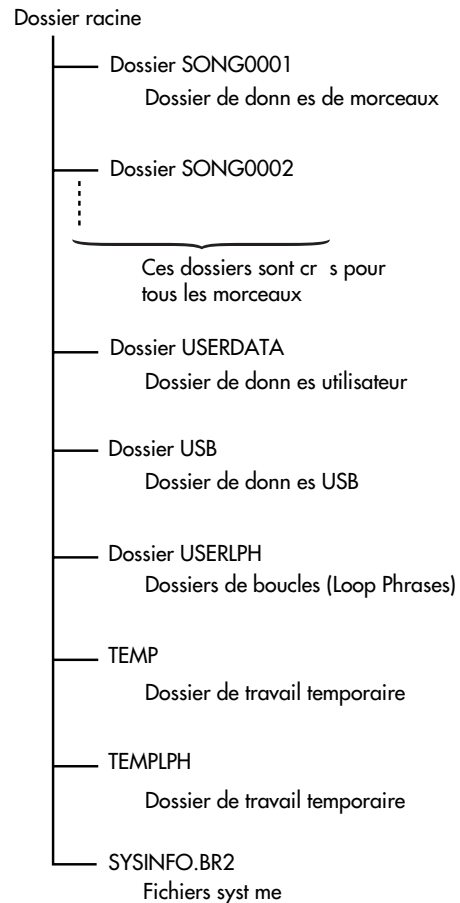 Dossier racine
Dossier SONG0001
Dossier de donn es de morceaux
Dossier SONG0002
Ces dossiers sont cr  s pour
tous les morceaux
Dossier USERDATA
Dossier de donn es utilisateur
Dossier USB
Dossier de donn es USB
Dossier USERLPH
Dossiers de boucles (Loop Phrases)
TEMP
Dossier de travail temporaire
TEMPLPH
Dossier de travail temporaire
SYSINFO.BR2
Fichiers syst me